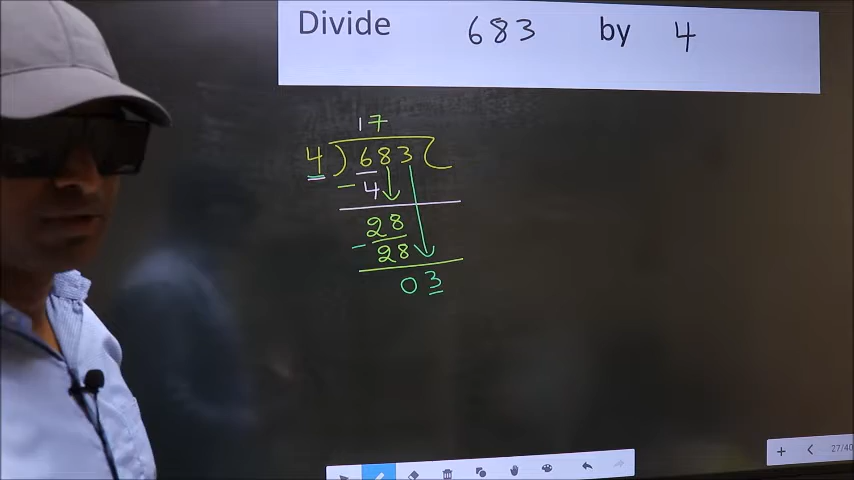 Divide 683 by 4
17
4 ) 683 (
- 4
28
- 28
03
+ < 27/40